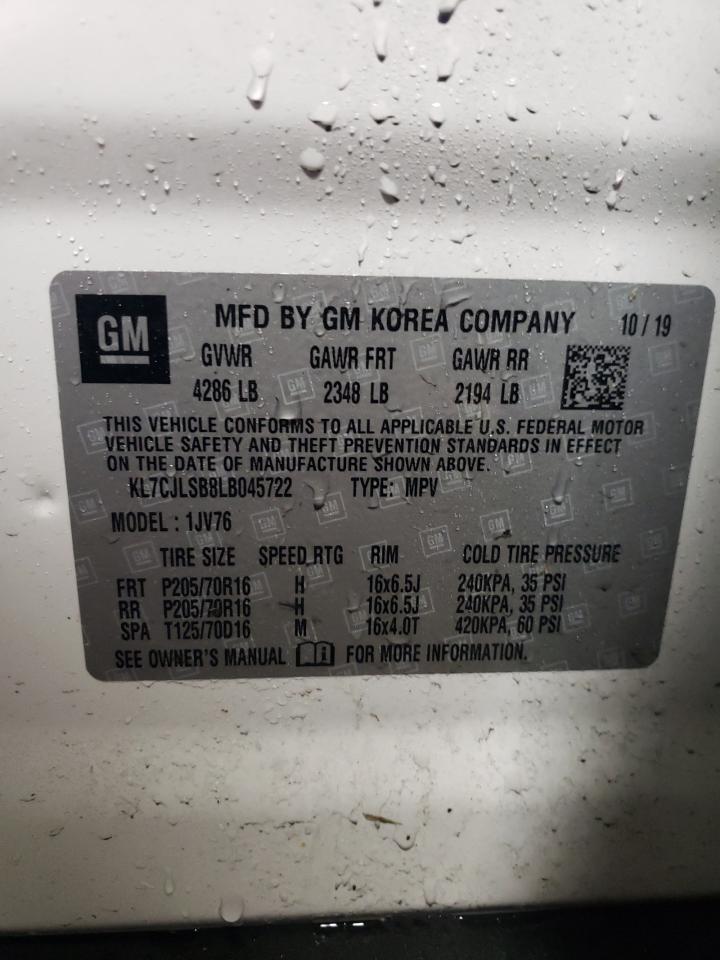 GM MFD BY GM KOREA COMPANY 10/19
GVWR GAWR FRT GAWR RR
4286 LB 2348 LB 2194 LB
THIS VEHICLE CONFORMS TO ALL APPLICABLE U.S. FEDERAL MOTOR
VEHICLE SAFETY AND THEFT PREVENTION STANDARDS IN EFFECT
ON THE DATE OF MANUFACTURE SHOWN ABOVE.
KL7CJLSB8LB045722 TYPE: MPV
MODEL : 1JV76
TIRE SIZE SPEED RTG RIM COLD TIRE PRESSURE
FRT P205/70R16 H 16x6.5J 240KPA, 35 PSI
RR P205/70R16 H 16x6.5J 240KPA, 35 PSI
SPA T125/70D16 M 16x4.0T 420KPA, 60 PSI
SEE OWNER'S MANUAL FOR MORE INFORMATION.